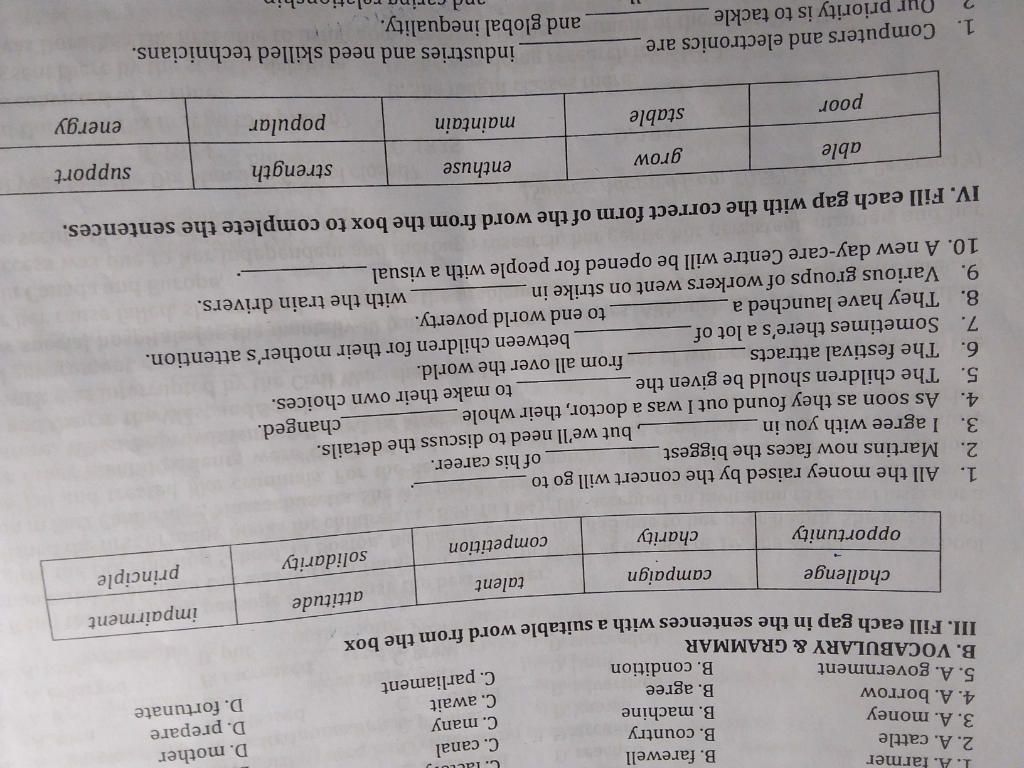 1. A. farmer B. farewell C. factory
2. A. cattle B. country C. canal D. mother
3. A. money B. machine C. many D. prepare
4. A. borrow B. agree C. await D. fortunate
5. A. government B. condition C. parliament
B. VOCABULARY & GRAMMAR
III. Fill each gap in the sentences with a suitable word from the box
challenge campaign talent attitude impairment
opportunity charity competition solidarity principle
1. All the money raised by the concert will go to ________.
2. Martins now faces the biggest ________ of his career.
3. I agree with you in ________, but we'll need to discuss the details.
4. As soon as they found out I was a doctor, their whole ________ changed.
5. The children should be given the ________ to make their own choices.
6. The festival attracts ________ from all over the world.
7. Sometimes there's a lot of ________ between children for their mother's attention.
8. They have launched a ________ to end world poverty.
9. Various groups of workers went on strike in ________ with the train drivers.
10. A new day-care Centre will be opened for people with a visual ________.
IV. Fill each gap with the correct form of the word from the box to complete the sentences.
able grow enthuse strength support
poor stable maintain popular energy
1. Computers and electronics are ________ industries and need skilled technicians.
2. Our priority is to tackle ________ and global inequality.
and caring relationship